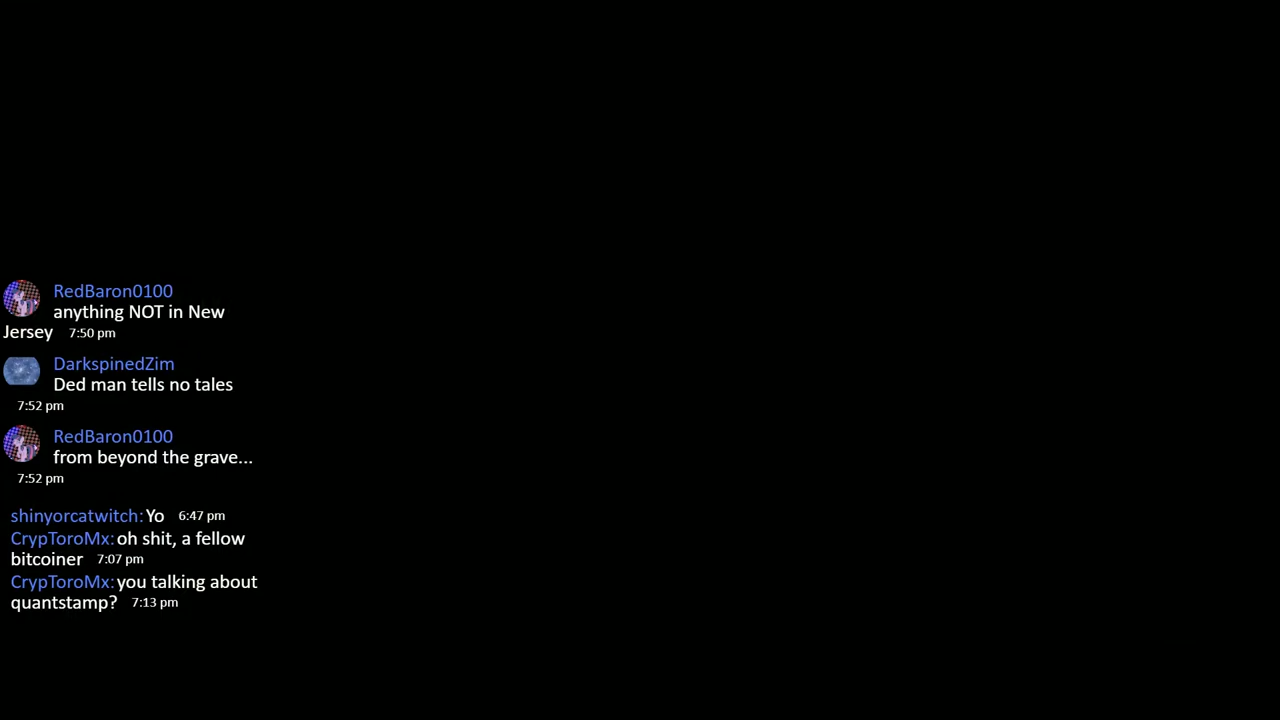 RedBaron0100
anything NOT in New
Jersey 7:50 pm
DarkspinedZim
Ded man tells no tales
7:52 pm
RedBaron0100
from beyond the grave...
7:52 pm
shinyorcatwitch: Yo 6:47 pm
CrypToroMx: oh shit, a fellow
bitcoiner 7:07 pm
CrypToroMx: you talking about
quantstamp? 7:13 pm